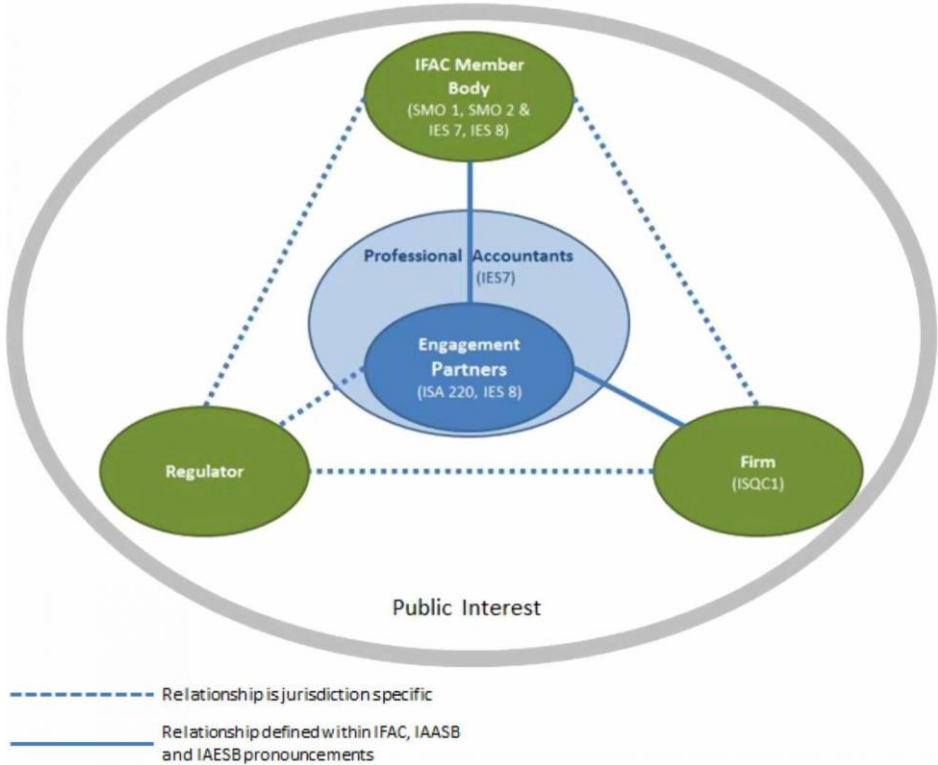 IFAC Member
Body
(SMO 1, SMO 2 &
IES 7, IES 8)
Professional Accountants
(IES7)
Engagement
Partners
(ISA 220, IES 8)
Regulator
Firm
(ISQC1)
Public Interest
Relationship is jurisdiction specific
Relationship defined within IFAC, IAASB
and IAESB pronouncements